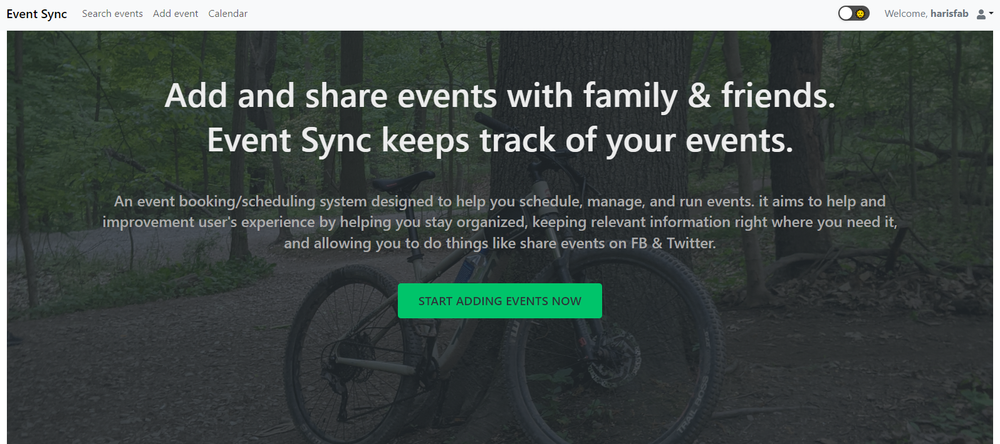 Event Sync Search events Add event Calendar Welcome, harisfab
Add and share events with family & friends.
Event Sync keeps track of your events.
An event booking/scheduling system designed to help you schedule, manage, and run events. it aims to help and
improvement user's experience by helping you stay organized, keeping relevant information right where you need it,
and allowing you to do things like share events on FB & Twitter.
START ADDING EVENTS NOW
TRAIL BOSS